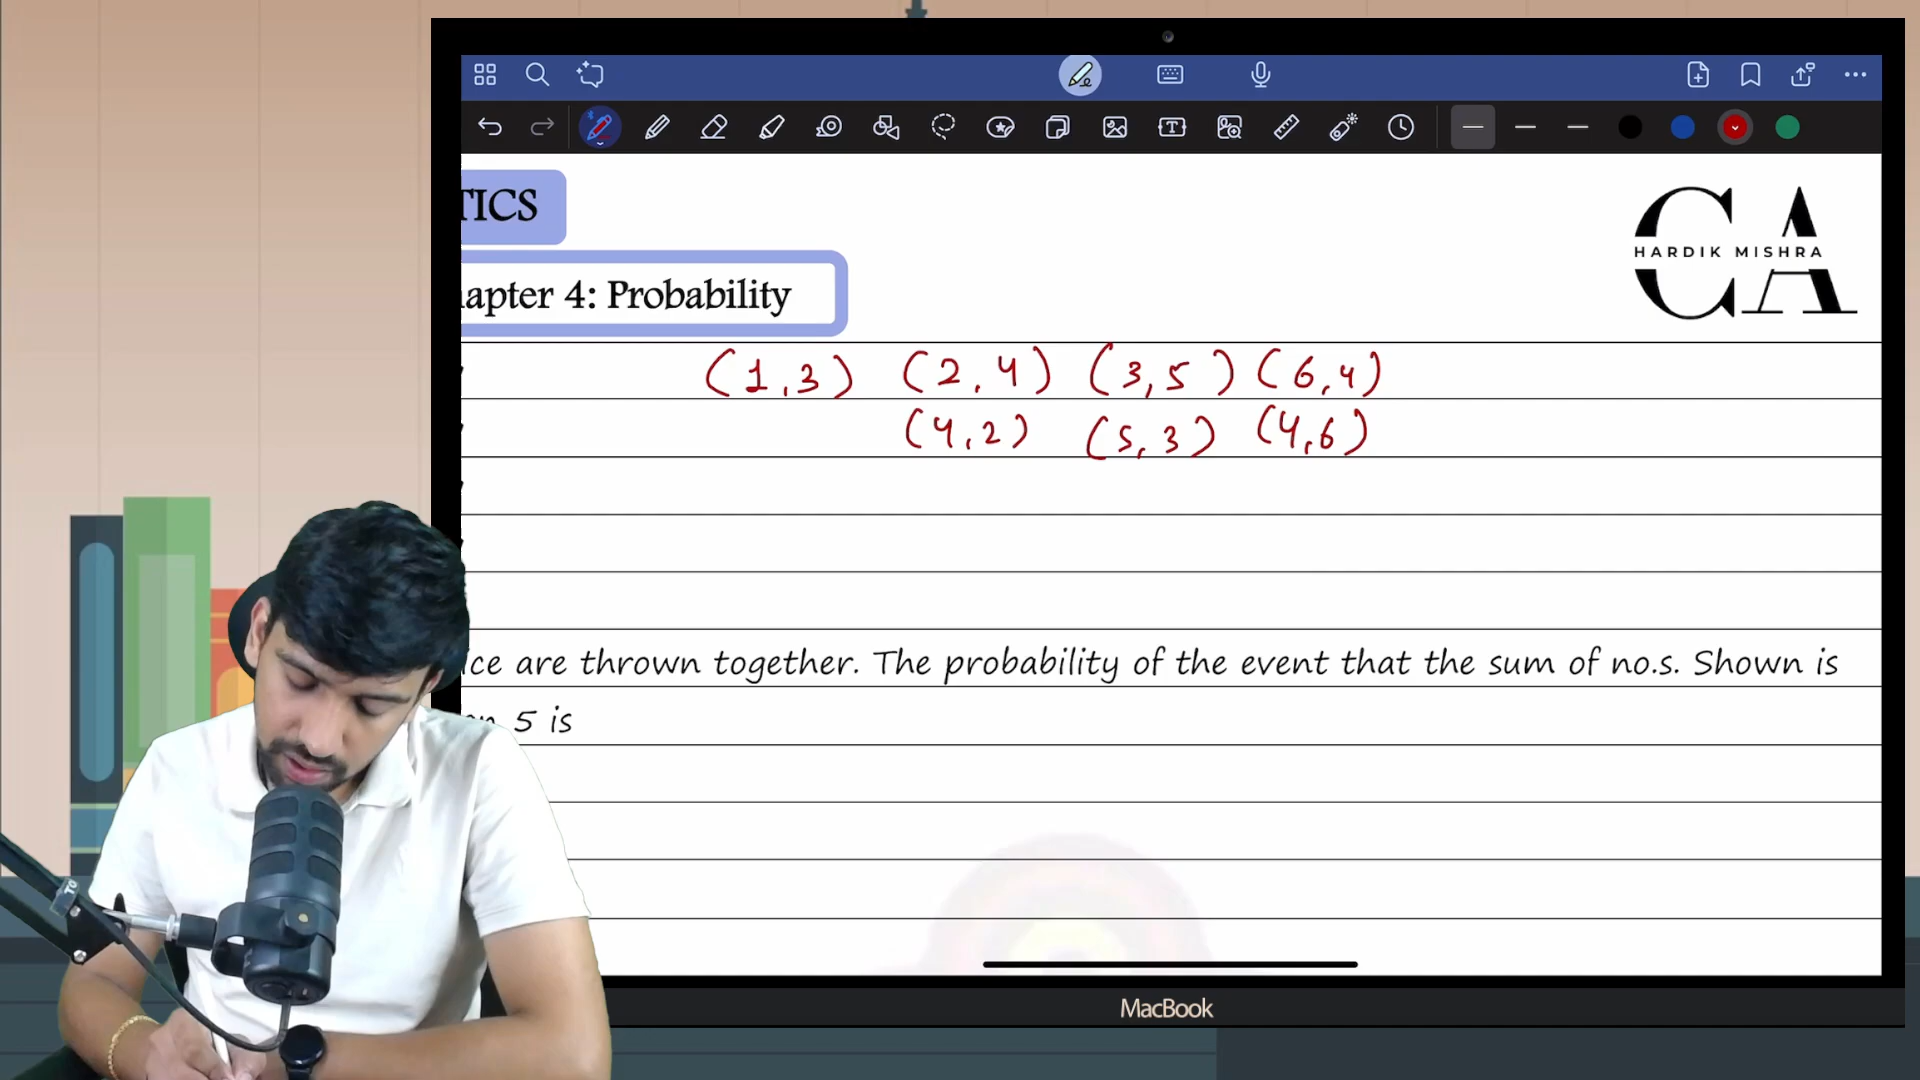 TICS
CA
HARDIK MISHRA
apter 4: Probability
(1,3) (2,4) (3,5) (6,4)
(4,2) (5,3) (4,6)
ice are thrown together. The probability of the event that the sum of no.s. Shown is
5 is
MacBook